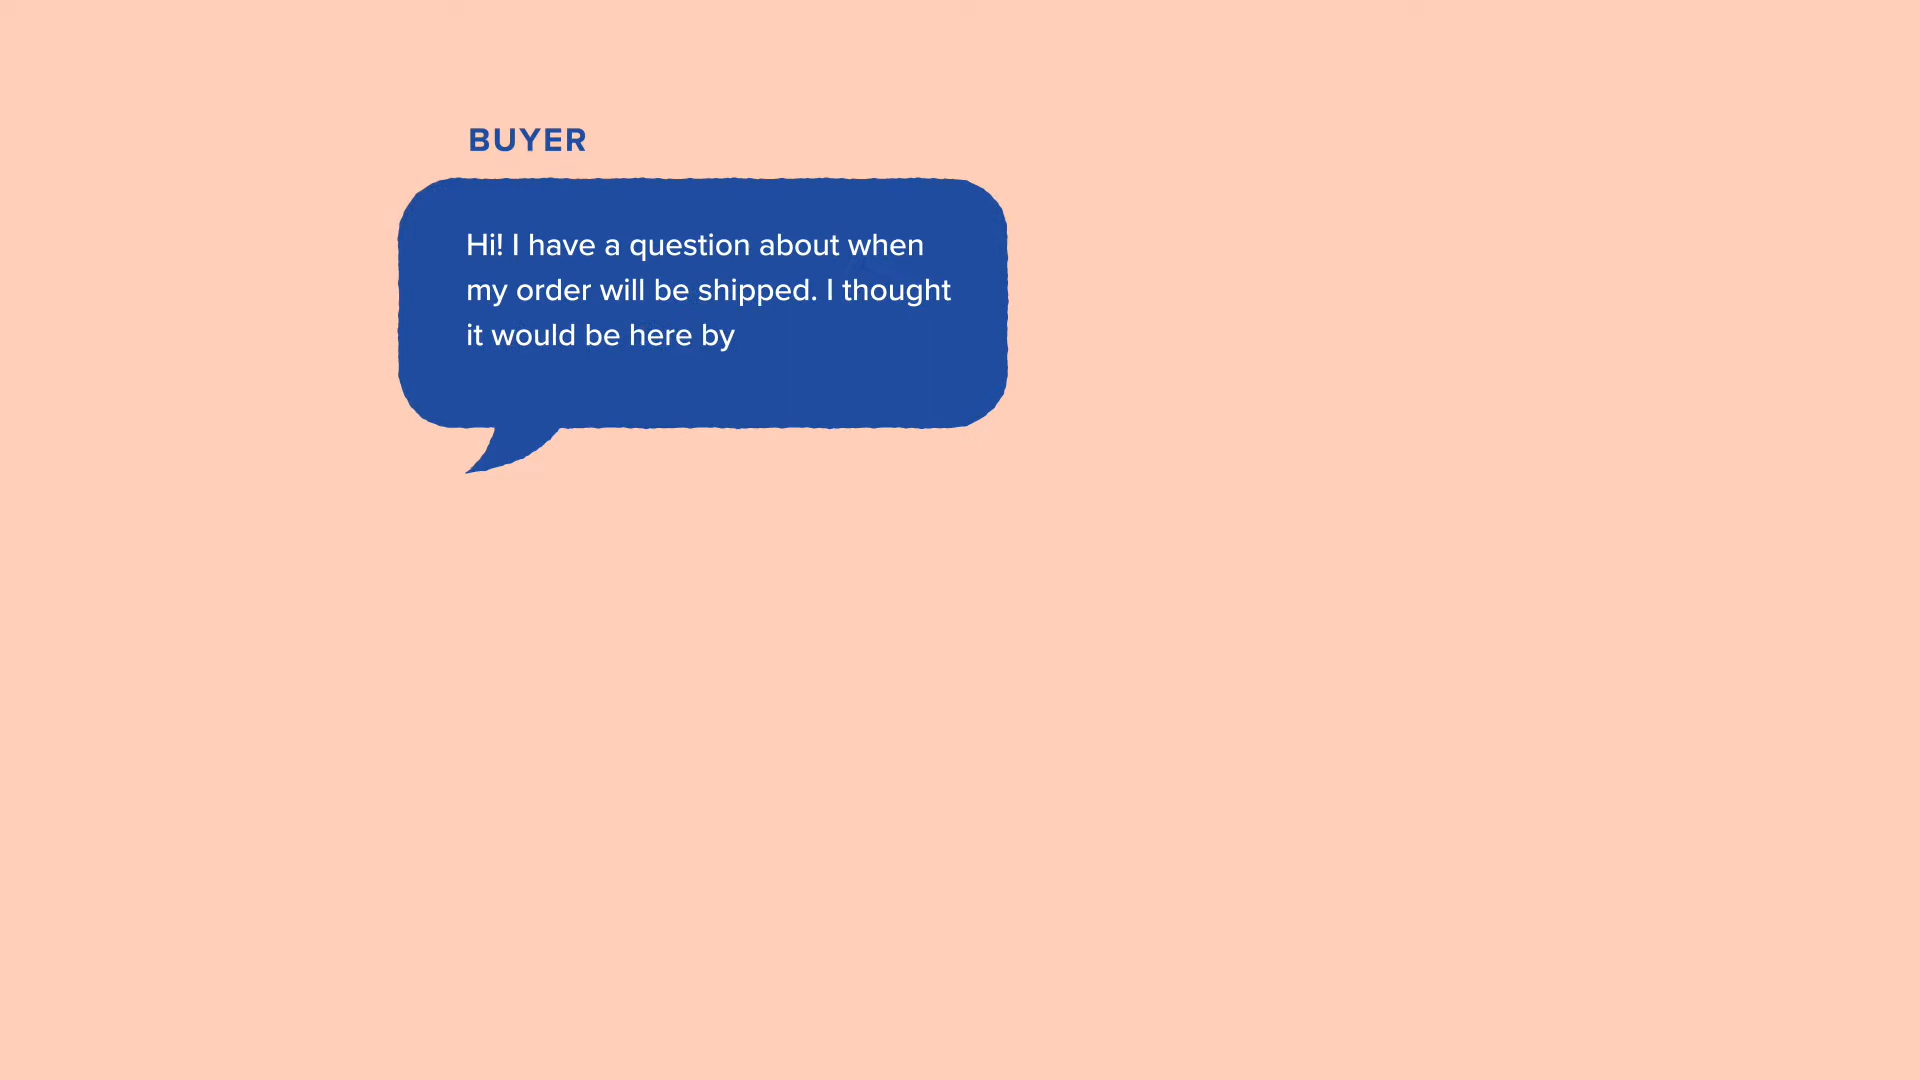 BUYER
Hi! I have a question about when
my order will be shipped. I thought
it would be here by